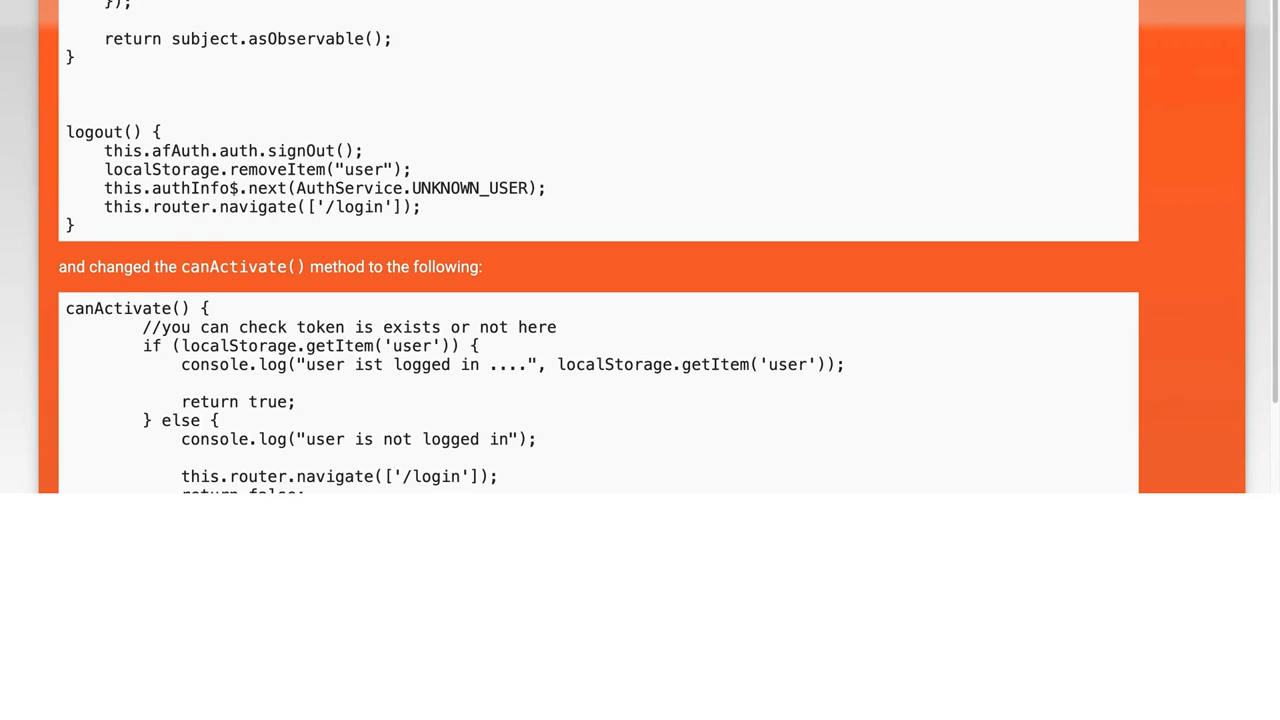 });
return subject.asObservable();
}
logout() {
this.afAuth.auth.signOut();
localStorage.removeItem("user");
this.authInfo$.next(AuthService.UNKNOWN_USER);
this.router.navigate(['/login']);
}
and changed the canActivate() method to the following:
canActivate() {
//you can check token is exists or not here
if (localStorage.getItem('user')) {
console.log("user ist logged in ....", localStorage.getItem('user'));
return true;
} else {
console.log("user is not logged in");
this.router.navigate(['/login']);
return false;